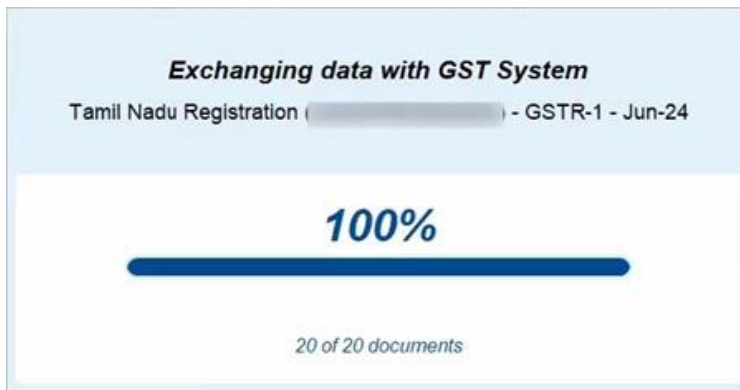 Exchanging data with GST System
Tamil Nadu Registration ( ) - GSTR-1 - Jun-24
100%
20 of 20 documents